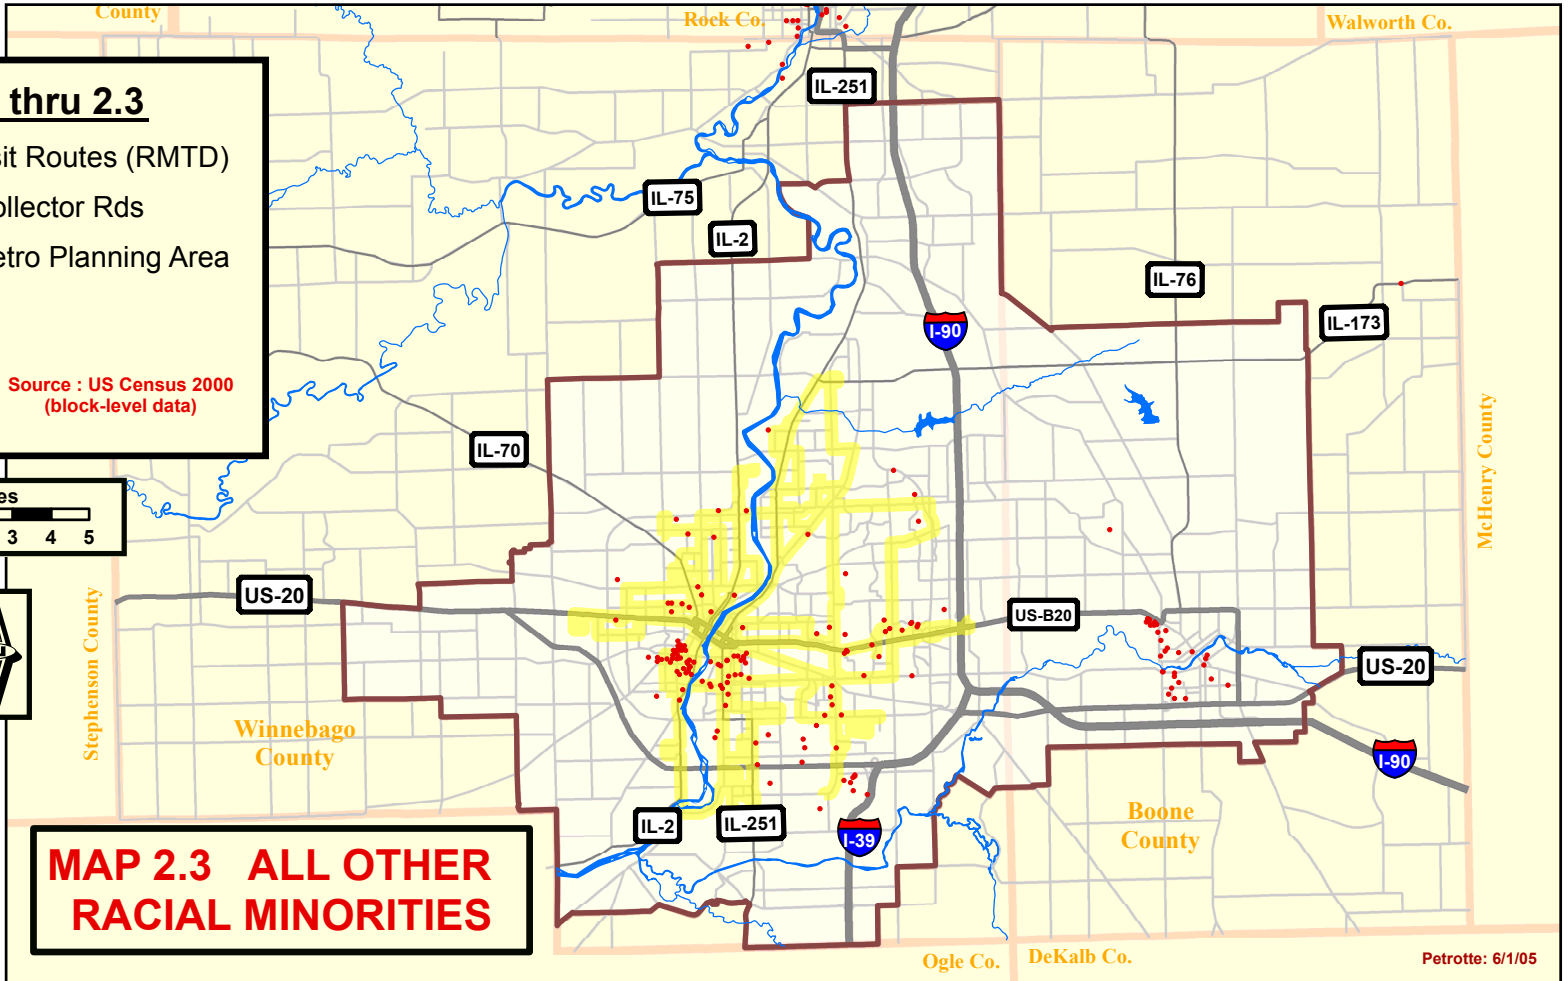 County
Rock Co.
Walworth Co.
thru 2.3
sit Routes (RMTD)
ollector Rds
etro Planning Area
Source : US Census 2000
(block-level data)
es
3 4 5
IL-251
IL-75
IL-2
IL-76
IL-173
I-90
IL-70
McHenry County
US-20
US-B20
US-20
Stephenson County
Winnebago
County
I-90
IL-2
IL-251
I-39
Boone
County
MAP 2.3 ALL OTHER
RACIAL MINORITIES
Ogle Co.
DeKalb Co.
Petrotte: 6/1/05